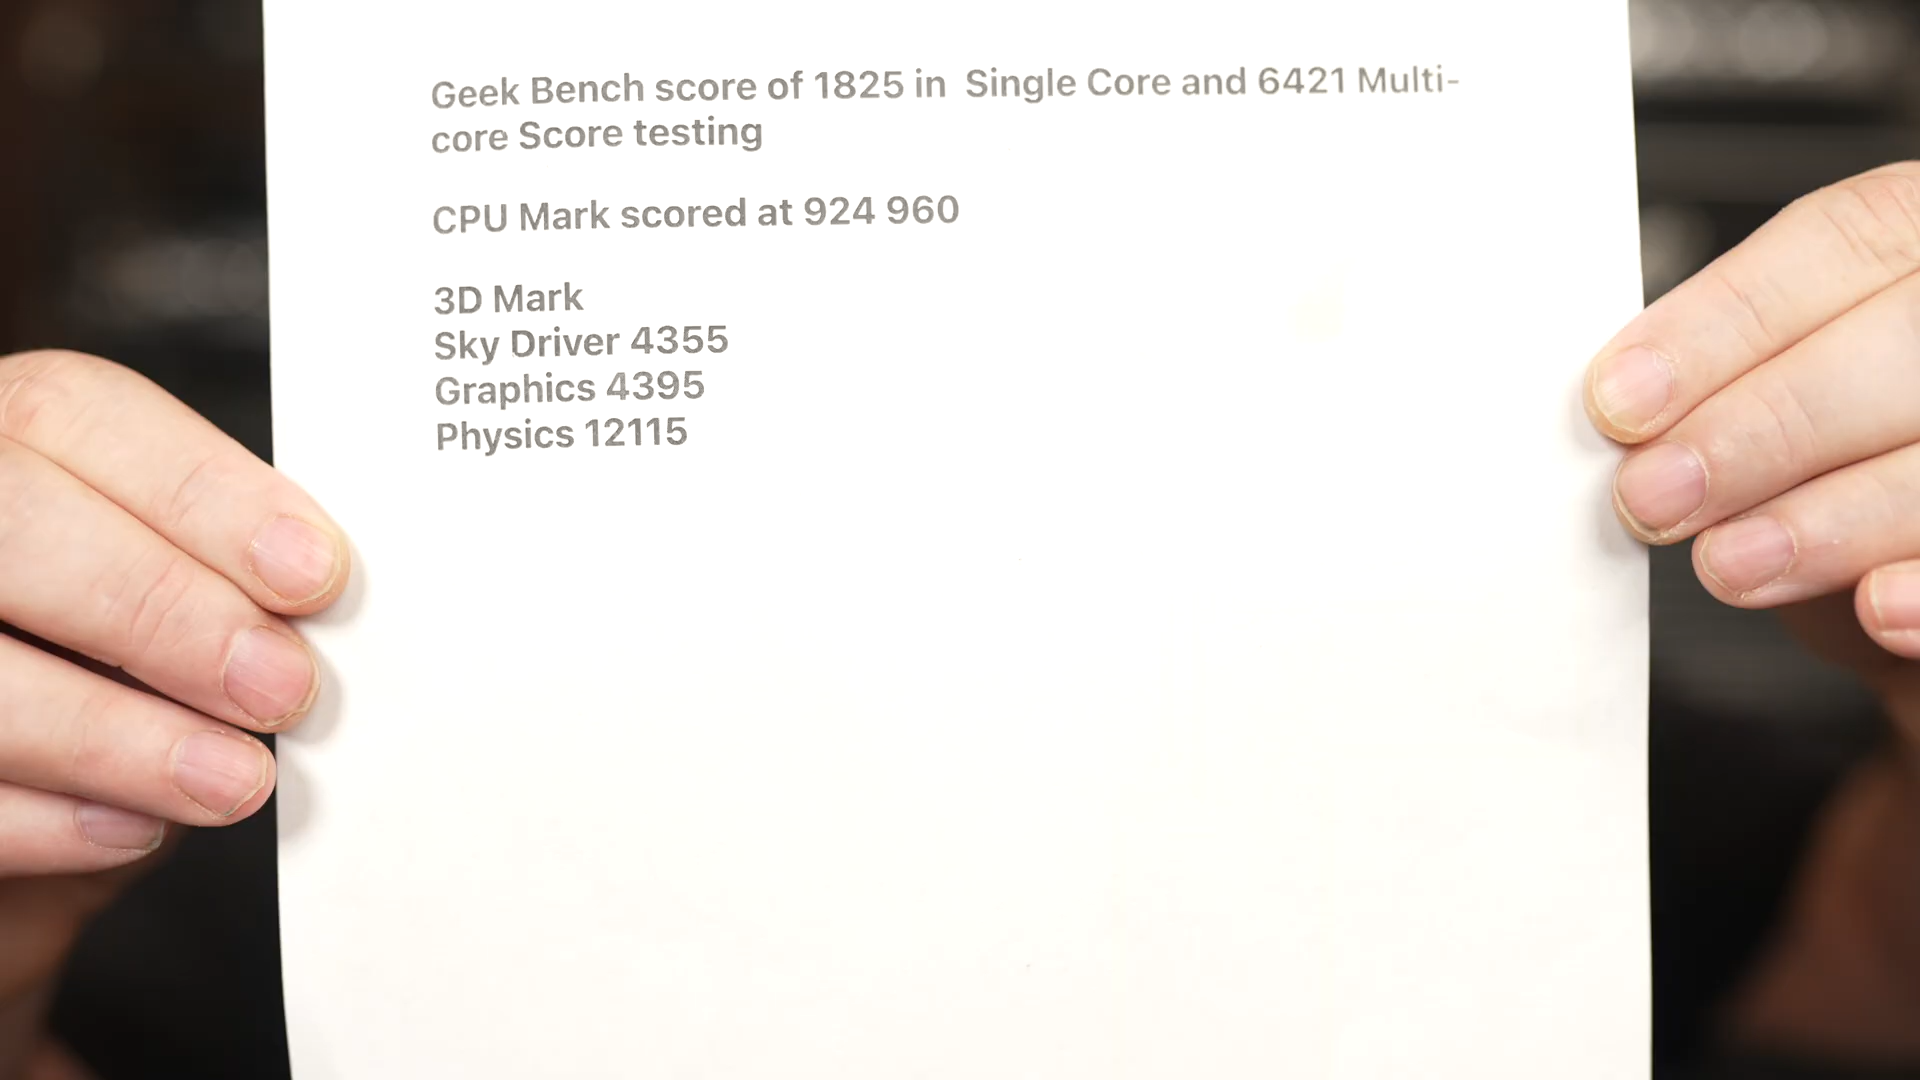 Geek Bench score of 1825 in  Single Core and 6421 Multi-
core Score testing
CPU Mark scored at 924 960
3D Mark
Sky Driver 4355
Graphics 4395
Physics 12115